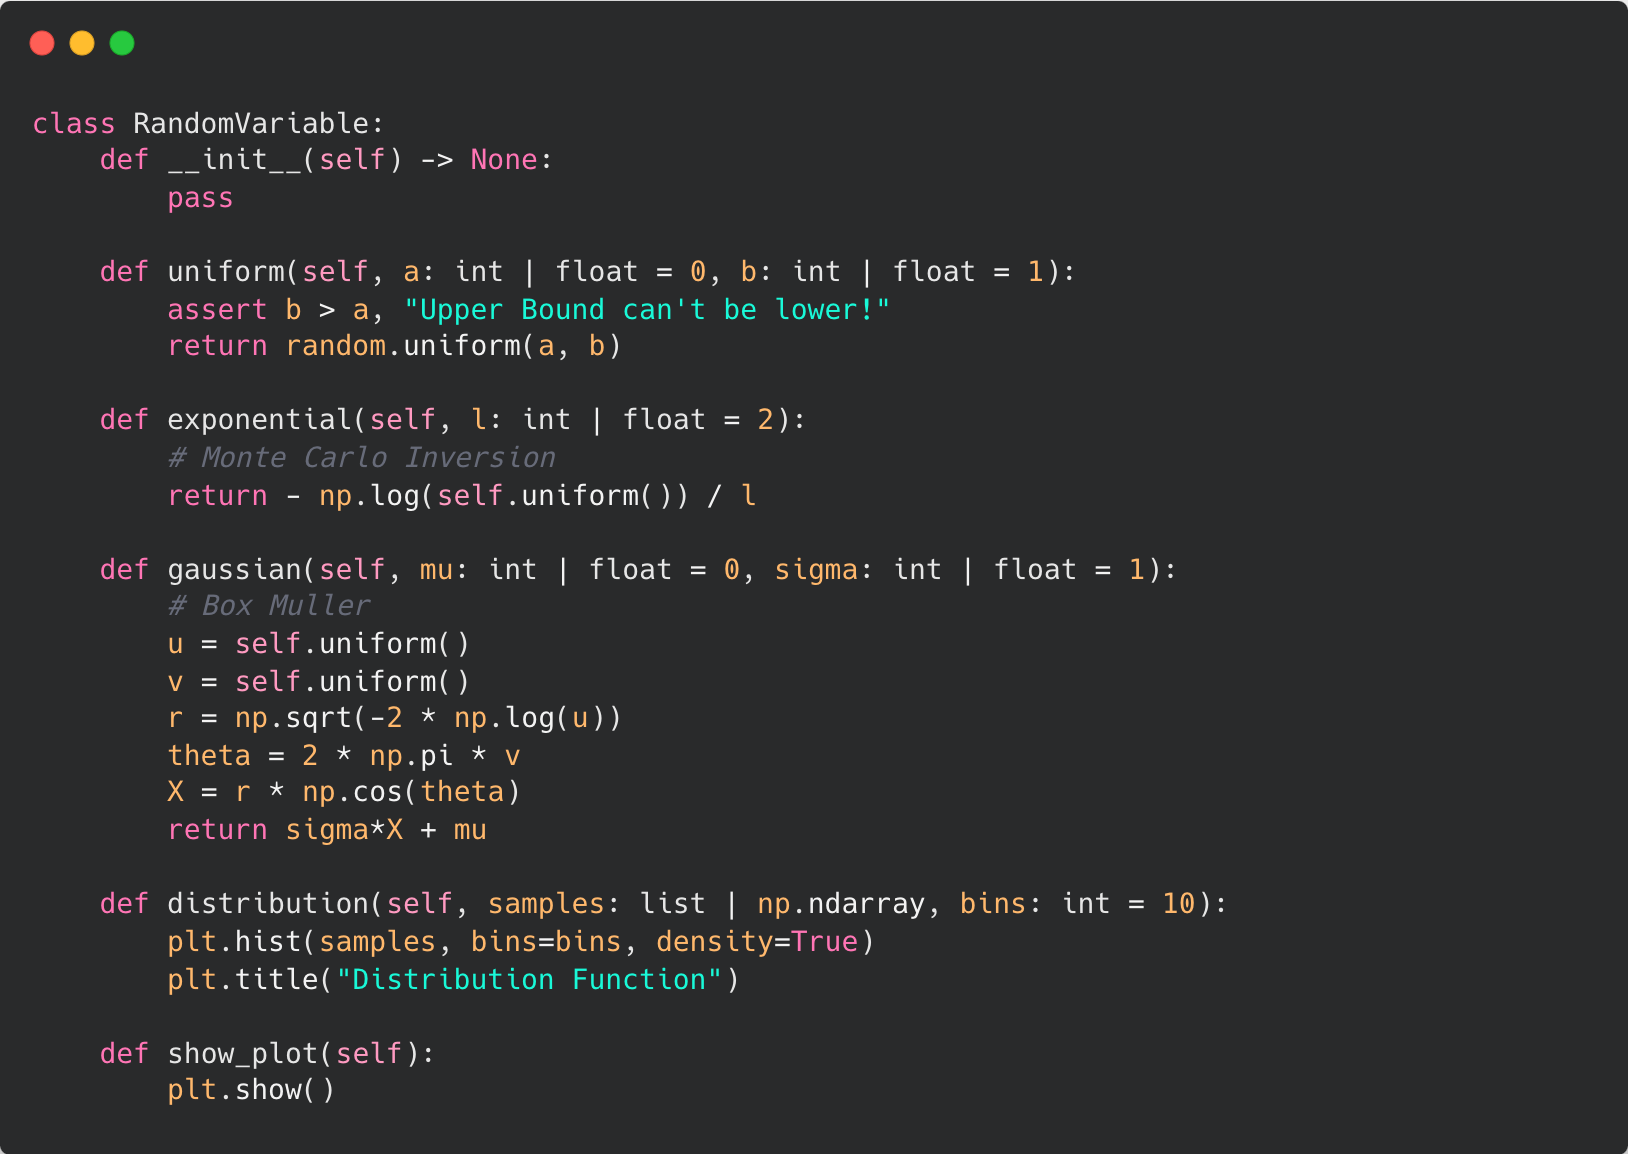 class RandomVariable:
    def __init__(self) -> None:
        pass

    def uniform(self, a: int | float = 0, b: int | float = 1):
        assert b > a, "Upper Bound can't be lower!"
        return random.uniform(a, b)

    def exponential(self, l: int | float = 2):
        # Monte Carlo Inversion
        return - np.log(self.uniform()) / l

    def gaussian(self, mu: int | float = 0, sigma: int | float = 1):
        # Box Muller
        u = self.uniform()
        v = self.uniform()
        r = np.sqrt(-2 * np.log(u))
        theta = 2 * np.pi * v
        X = r * np.cos(theta)
        return sigma*X + mu

    def distribution(self, samples: list | np.ndarray, bins: int = 10):
        plt.hist(samples, bins=bins, density=True)
        plt.title("Distribution Function")

    def show_plot(self):
        plt.show()